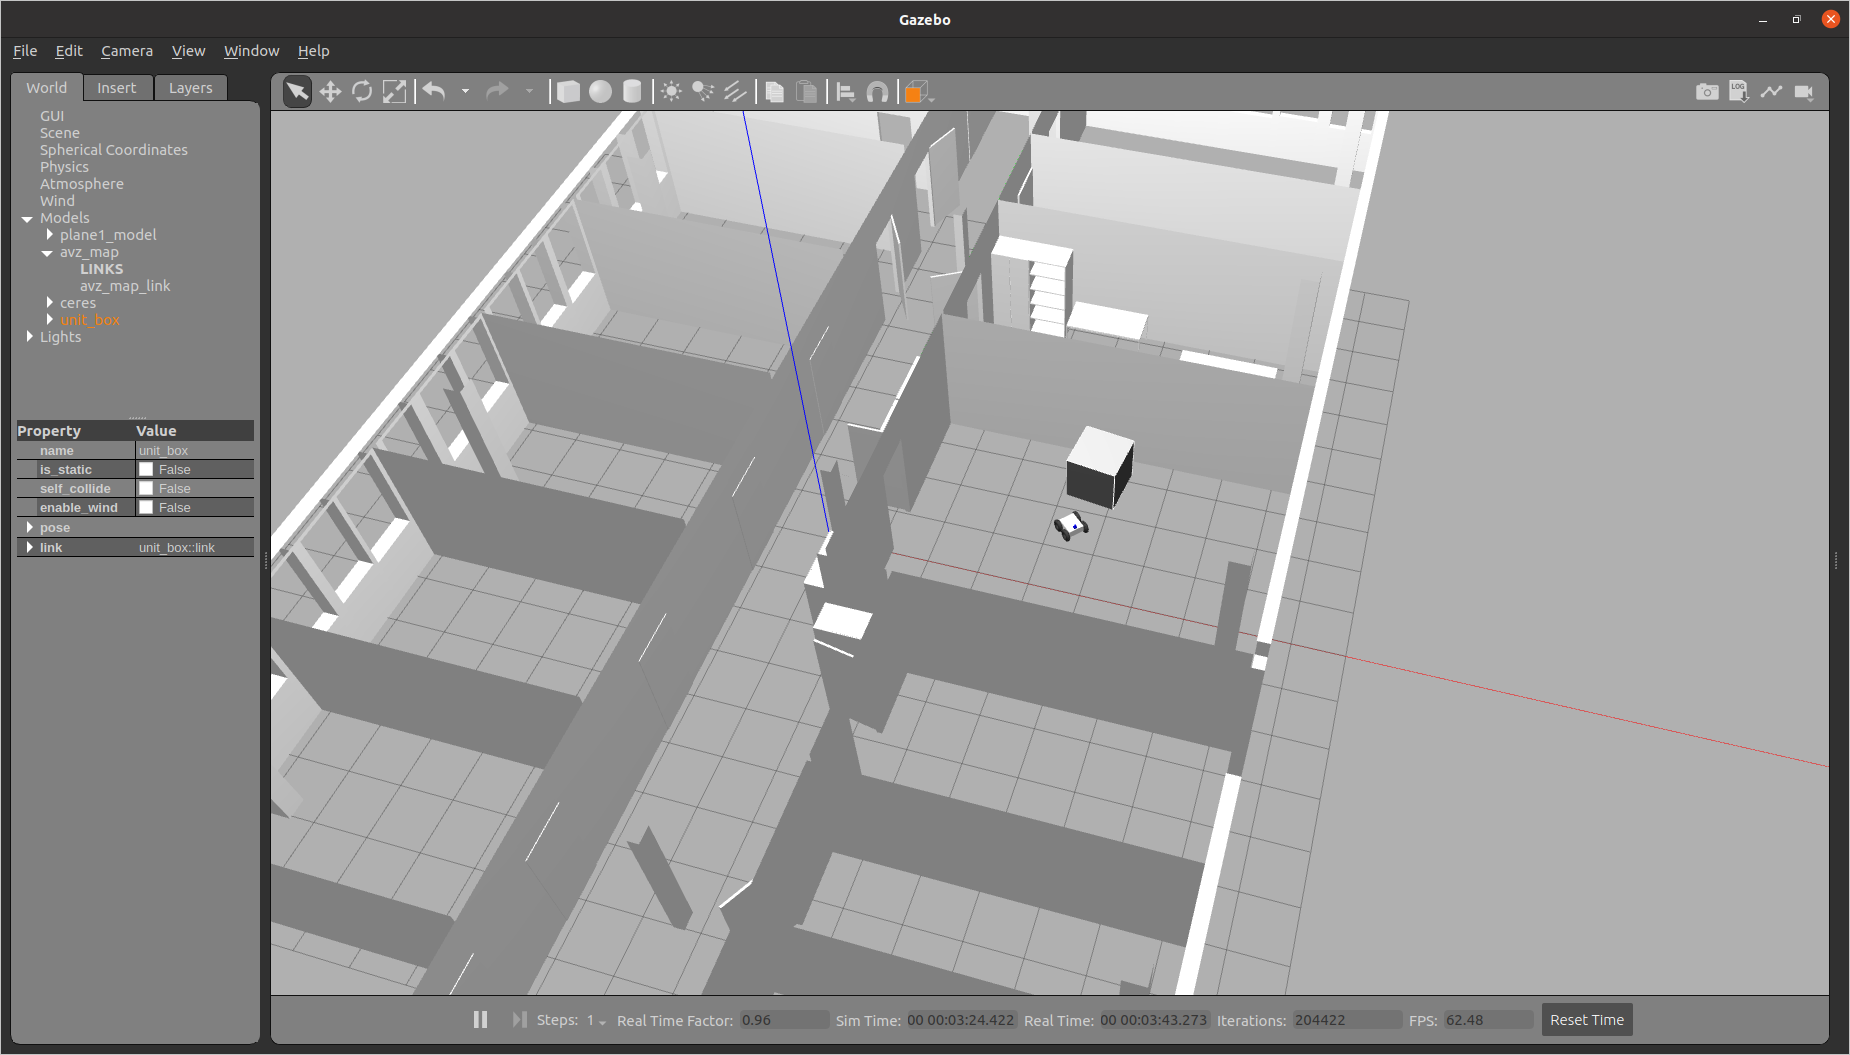 Gazebo
File Edit Camera View Window Help
World Insert Layers
LOG
GUI
Scene
Spherical Coordinates
Physics
Atmosphere
Wind
Models
plane1_model
avz_map
LINKS
avz_map_link
ceres
unit_box
Lights
Property Value
name unit_box
is_static False
self_collide False
enable_wind False
pose
link unit_box::link
Steps: 1 Real Time Factor: 0.96 Sim Time: 00 00:03:24.422 Real Time: 00 00:03:43.273 Iterations: 204422 FPS: 62.48 Reset Time